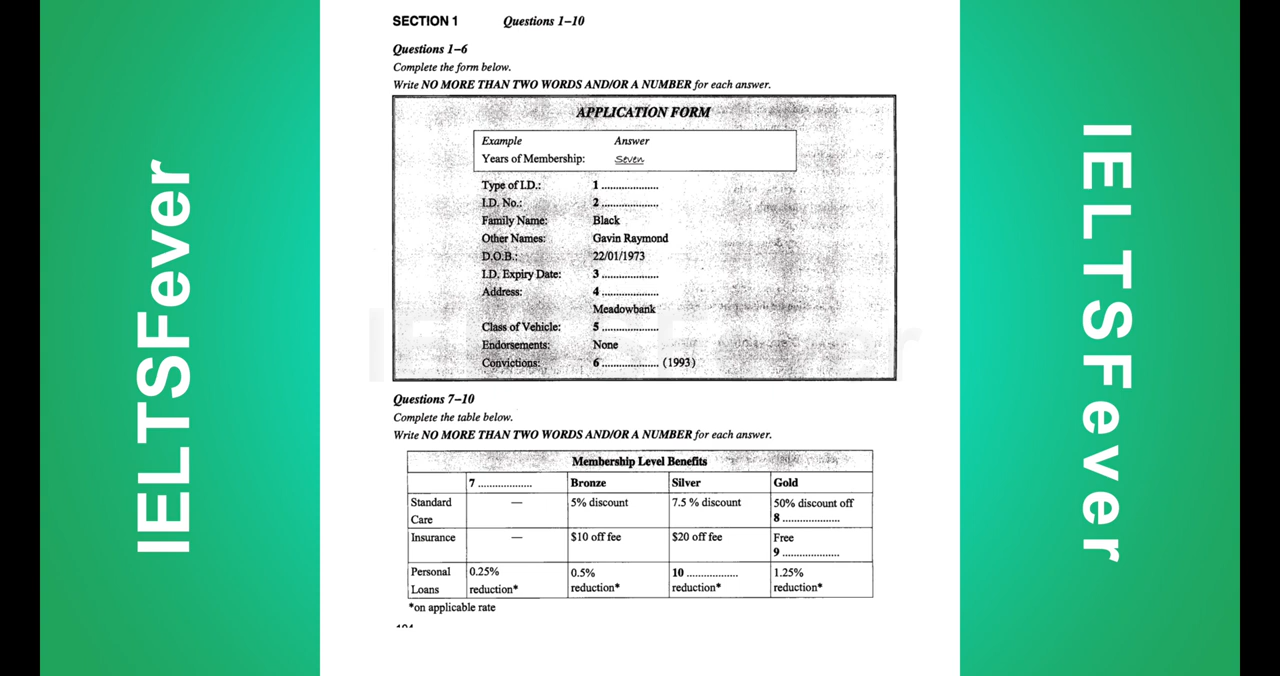 IELTSFever
SECTION 1 Questions 1–10
Questions 1–6
Complete the form below.
Write NO MORE THAN TWO WORDS AND/OR A NUMBER for each answer.
APPLICATION FORM
Example Answer
Years of Membership: Seven
Type of I.D.: 1 ...................
I.D. No.: 2 ...................
Family Name: Black
Other Names: Gavin Raymond
D.O.B.: 22/01/1973
I.D. Expiry Date: 3 ...................
Address: 4 ...................
Meadowbank
Class of Vehicle: 5 ...................
Endorsements: None
Convictions: 6 ................... (1993)
Questions 7–10
Complete the table below.
Write NO MORE THAN TWO WORDS AND/OR A NUMBER for each answer.
Membership Level Benefits
7 .................. Bronze Silver Gold
Standard — 5% discount 7.5 % discount 50% discount off
Care 8 ...................
Insurance — $10 off fee $20 off fee Free
9 ...................
Personal 0.25% 0.5% 10 ................. 1.25%
Loans reduction* reduction* reduction* reduction*
*on applicable rate
IELTSFever